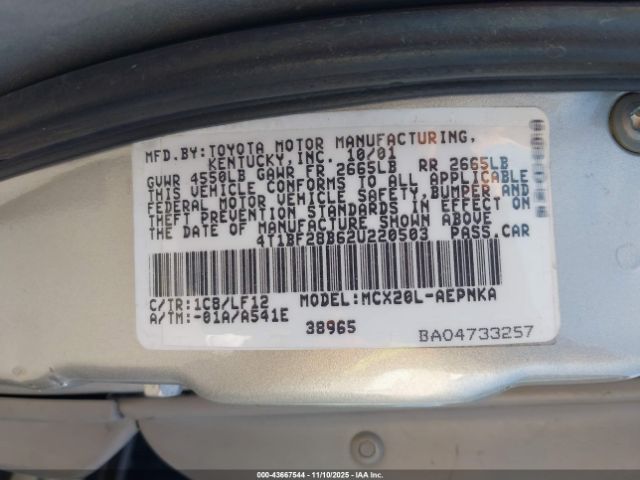 MFD.BY:TOYOTA MOTOR MANUFACTURING,
KENTUCKY,INC. 10/01
GVWR 4550LB GAWR FR 2665LB RR 2665LB
THIS VEHICLE CONFORMS TO ALL APPLICABLE
FEDERAL MOTOR VEHICLE SAFETY, BUMPER AND
THEFT PREVENTION STANDARDS IN EFFECT ON
THE DATE OF MANUFACTURE SHOWN ABOVE
4T1BF28B62U220503 PASS.CAR
C/TR:1C8/LF12 MODEL:MCX20L-AEPNKA
A/TM:-01A/A541E
38965
BA04733257
000-43667544 11/10/2025 IAA Inc.